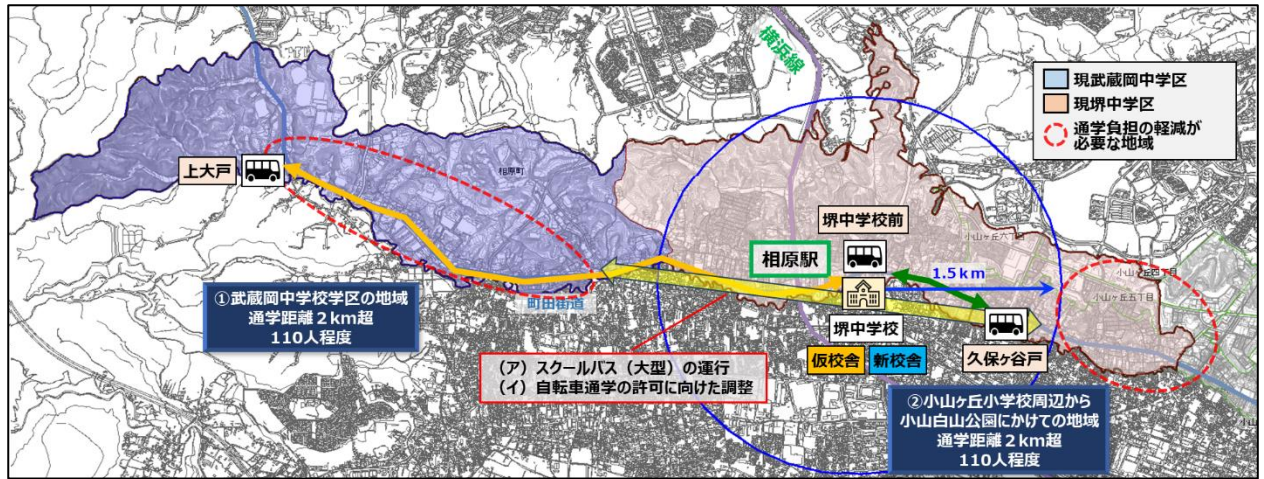 横浜線
現武蔵岡中学区
現堺中学区
通学負担の軽減が
必要な地域
上大戸
相原町
堺中学校前
小山ヶ丘六丁目
相原駅
1.5km
小山ヶ丘四丁目
小山ヶ丘五丁目
町田街道
①武蔵岡中学校学区の地域
通学距離2km超
110人程度
堺中学校
仮校舎
新校舎
久保ヶ谷戸
(ア)スクールバス(大型)の運行
(イ)自転車通学の許可に向けた調整
②小山ヶ丘小学校周辺から
小山白山公園にかけての地域
通学距離2km超
110人程度